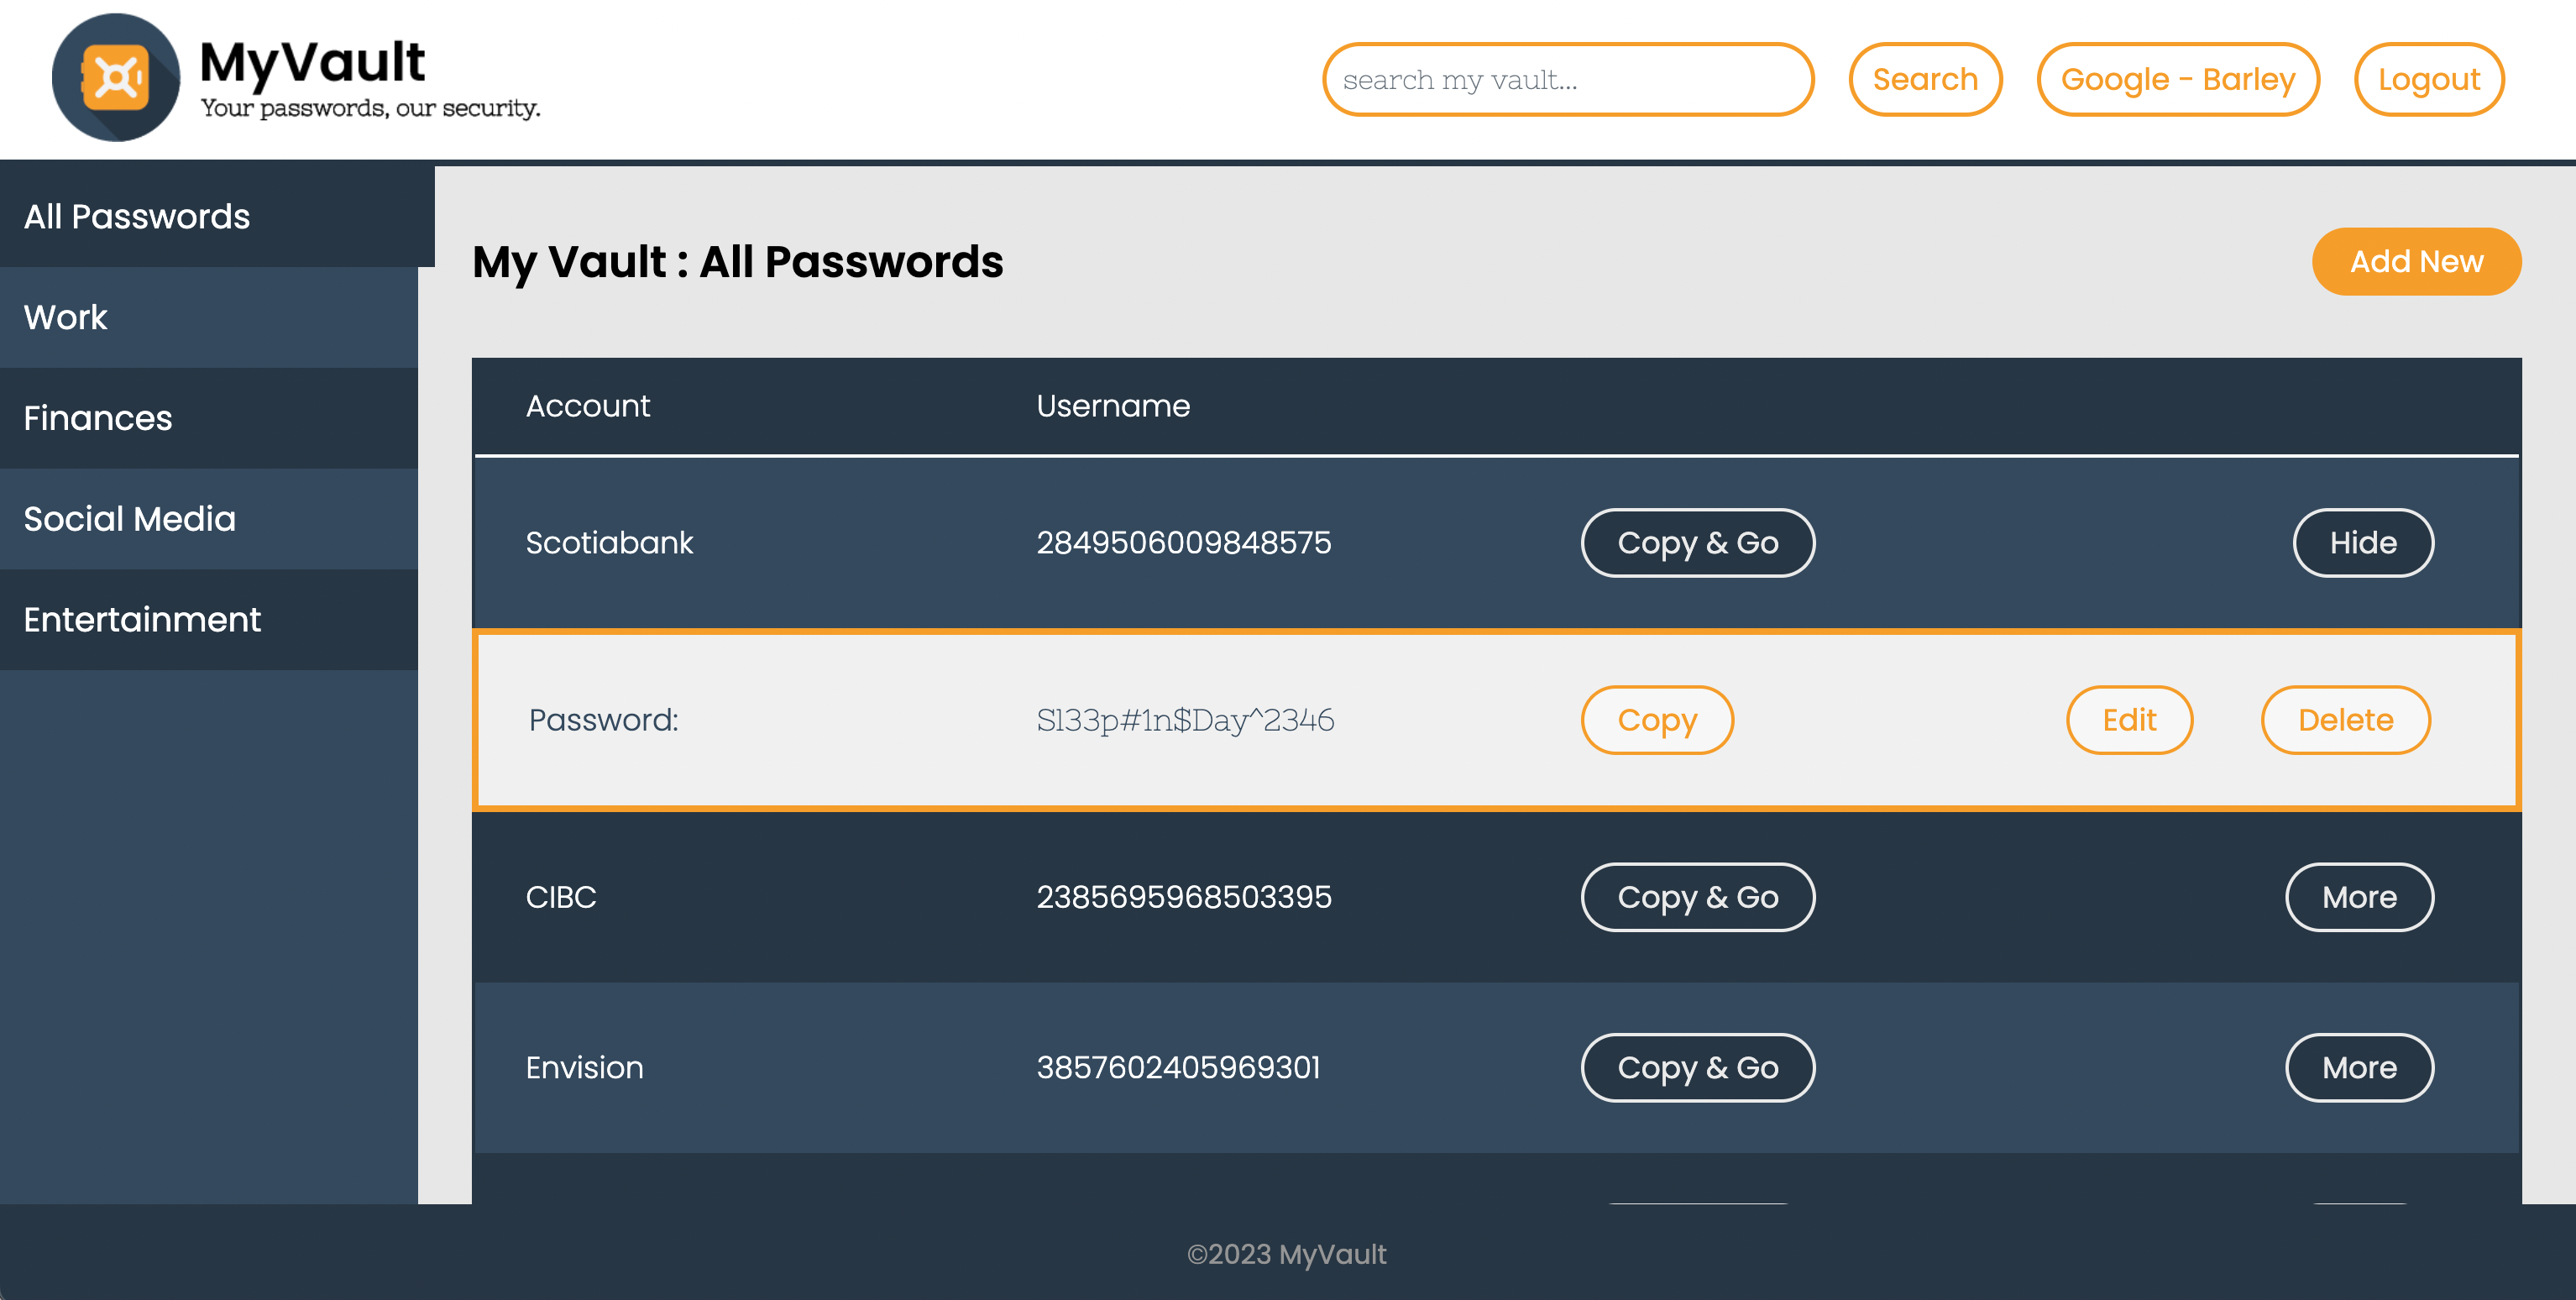 MyVault
Your passwords, our security.
search my vault...
Search
Google - Barley
Logout
All Passwords
Work
Finances
Social Media
Entertainment
My Vault : All Passwords
Add New
Account Username
Scotiabank 2849506009848575 Copy & Go Hide
Password: Sl33p#1n$Day^2346 Copy Edit Delete
CIBC 2385695968503395 Copy & Go More
Envision 3857602405969301 Copy & Go More
©2023 MyVault